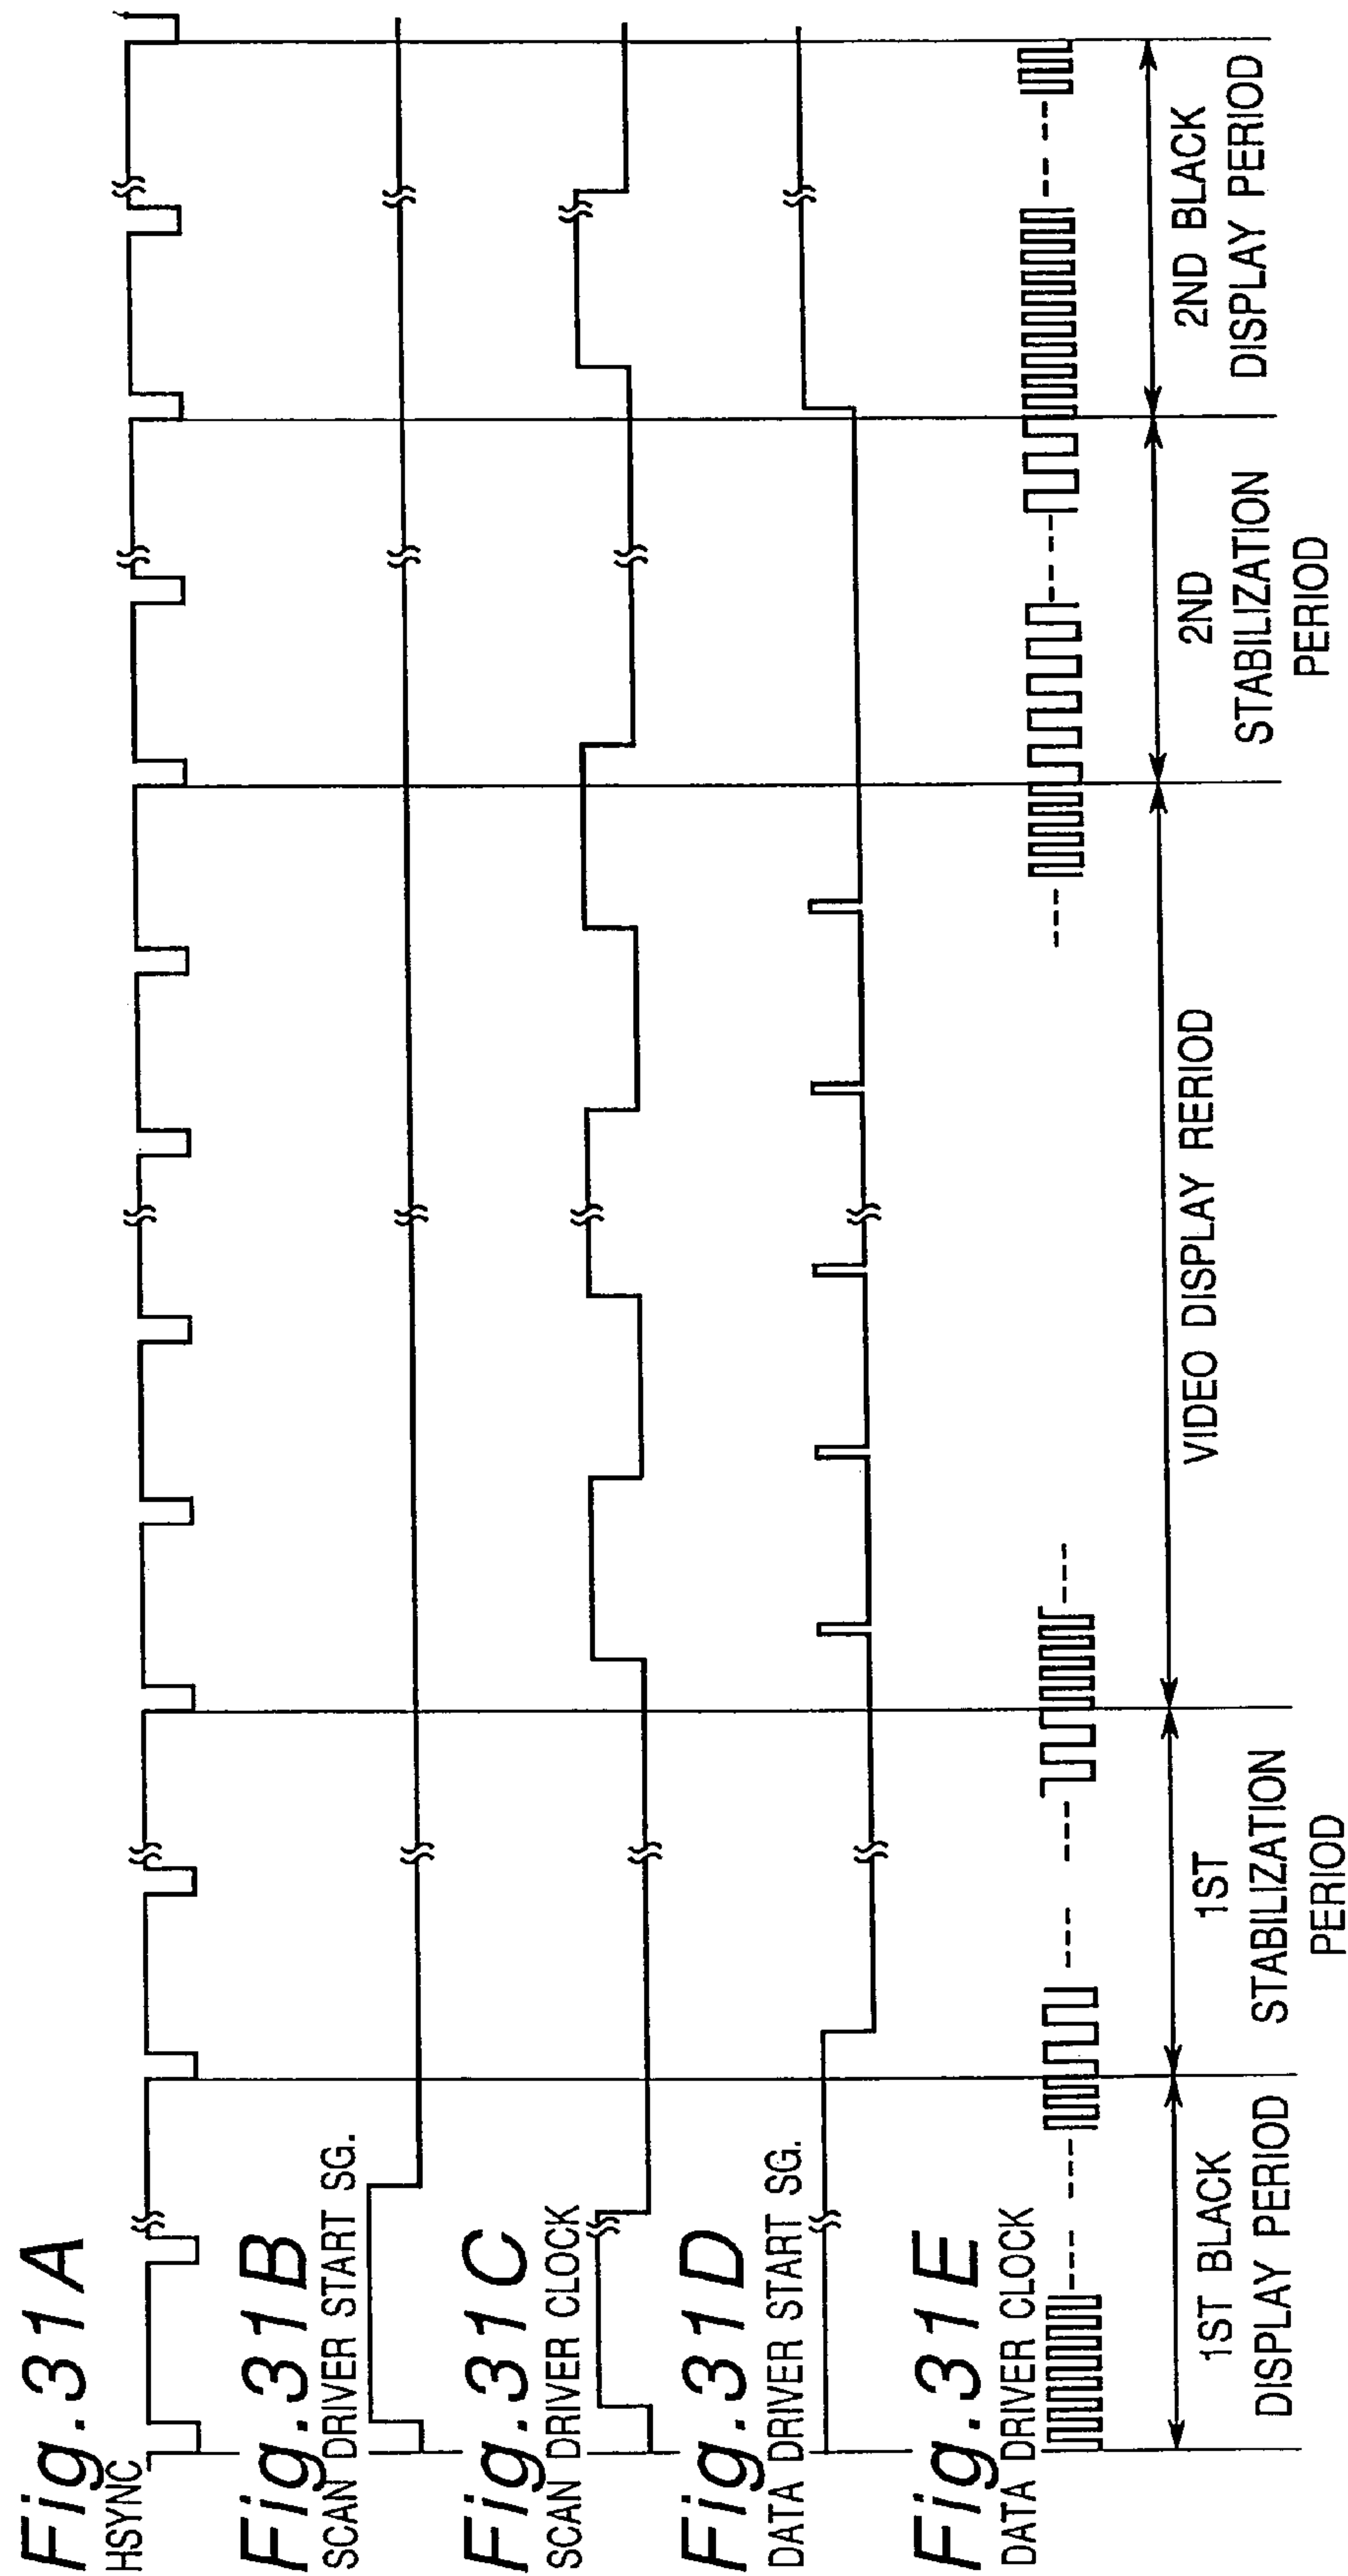 Fig.31A
HSYNC
Fig.31B
SCAN DRIVER START SG.
Fig.31C
SCAN DRIVER CLOCK
Fig.31D
DATA DRIVER START SG.
Fig.31E
DATA DRIVER CLOCK
1ST BLACK
DISPLAY PERIOD
1ST
STABILIZATION
PERIOD
VIDEO DISPLAY RERIOD
2ND
STABILIZATION
PERIOD
2ND BLACK
DISPLAY PERIOD